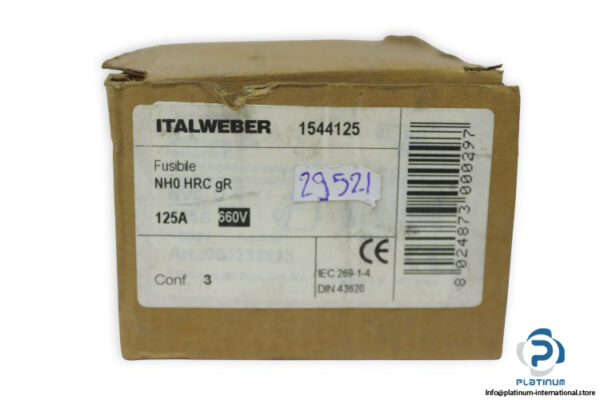 ITALWEBER 1544125
Fusibile
NH0 HRC gR
29521
125A 660V
Conf. 3
CE
IEC 269-1-4
DIN 43620
8 024873 000297
PLATINUM
Info@platinum-international.store